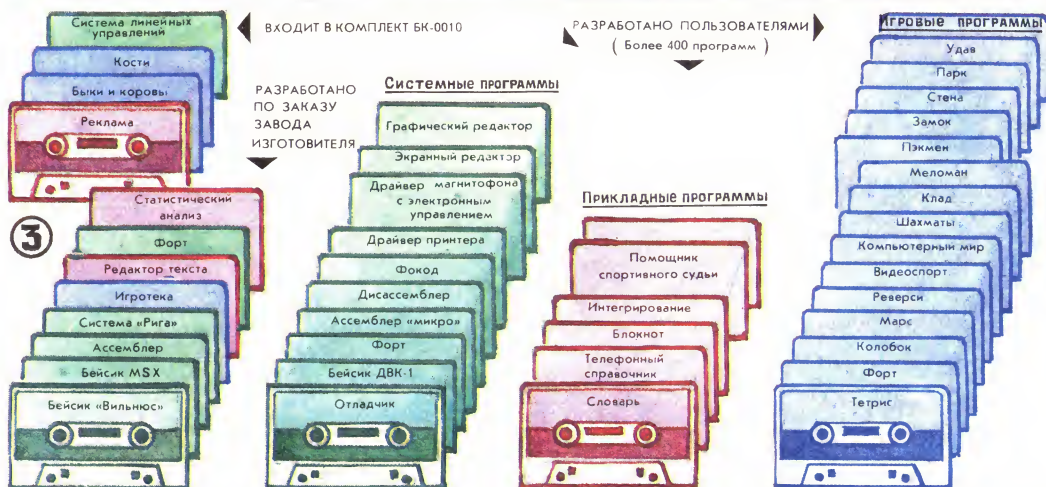 Система линейных
управлений
Кости
Быки и коровы
Реклама
ВХОДИТ В КОМПЛЕКТ БК-0010
РАЗРАБОТАНО
ПО ЗАКАЗУ
ЗАВОДА
ИЗГОТОВИТЕЛЯ
3
Статистический
анализ
Форт
Редактор текста
Игротека
Система «Рига»
Ассемблер
Бейсик MSX
Бейсик «Вильнюс»
Системные программы
Графический редактор
Экранный редактор
Драйвер магнитофона
с электронным
управлением
Драйвер принтера
Фокод
Дисассемблер
Ассемблер «микро»
Форт
Бейсик ДВК-1
Отладчик
РАЗРАБОТАНО ПОЛЬЗОВАТЕЛЯМИ
( Более 400 программ )
Прикладные программы
Помощник
спортивного судьи
Интегрирование
Блокнот
Телефонный
справочник
Словарь
Игровые программы
Удав
Парк
Стена
Замок
Пэкмен
Меломан
Клад
Шахматы
Компьютерный мир
Видеоспорт
Реверси
Марс
Колобок
Форт
Тетрис